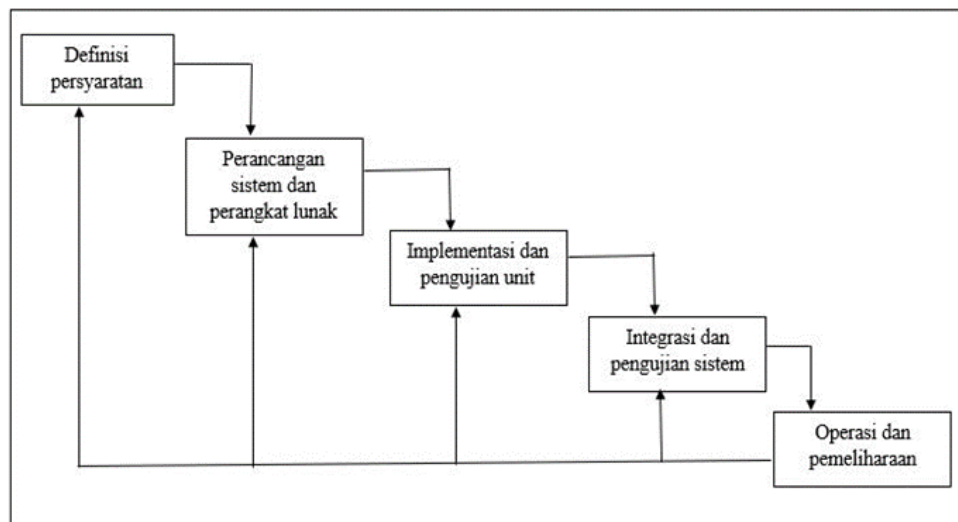 Definisi
persyaratan
Perancangan
sistem dan
perangkat lunak
Implementasi dan
pengujian unit
Integrasi dan
pengujian sistem
Operasi dan
pemeliharaan